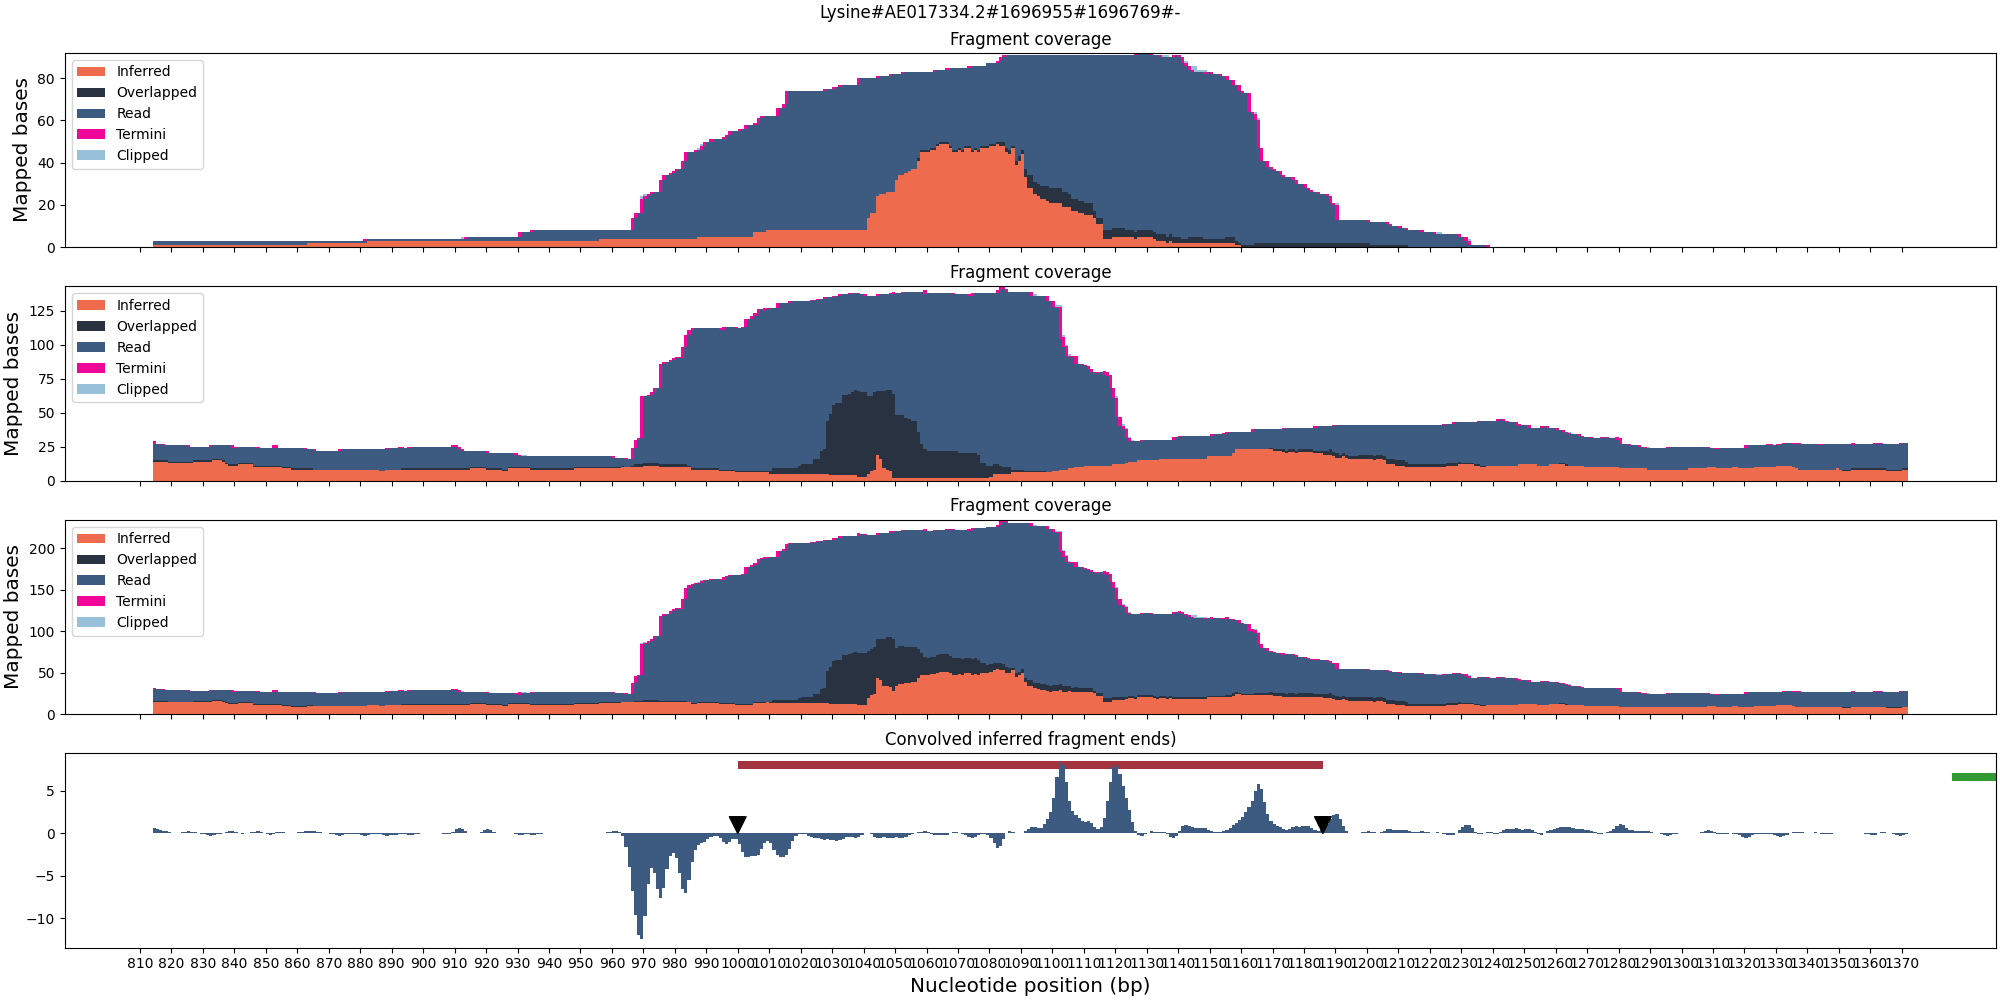 Lysine#AE017334.2#1696955#1696769#-
Fragment coverage
Mapped bases
80
60
40
20
0
Inferred
Overlapped
Read
Termini
Clipped
Fragment coverage
Mapped bases
125
100
75
50
25
0
Inferred
Overlapped
Read
Termini
Clipped
Fragment coverage
Mapped bases
200
150
100
50
0
Inferred
Overlapped
Read
Termini
Clipped
Convolved inferred fragment ends)
5
0
−5
−10
810 820 830 840 850 860 870 880 890 900 910 920 930 940 950 960 970 980 990 1000 1010 1020 1030 1040 1050 1060 1070 1080 1090 1100 1110 1120 1130 1140 1150 1160 1170 1180 1190 1200 1210 1220 1230 1240 1250 1260 1270 1280 1290 1300 1310 1320 1330 1340 1350 1360 1370
Nucleotide position (bp)